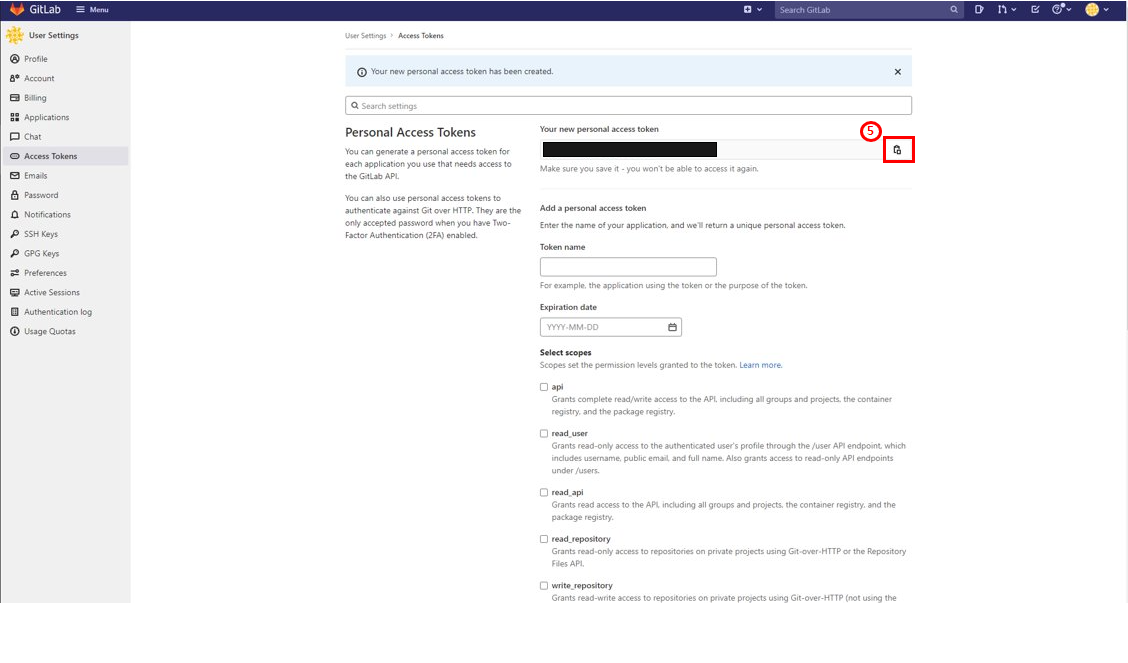 GitLab Menu Search GitLab
User Settings
Profile
Account
Billing
Applications
Chat
Access Tokens
Emails
Password
Notifications
SSH Keys
GPG Keys
Preferences
Active Sessions
Authentication log
Usage Quotas
User Settings > Access Tokens
Your new personal access token has been created.
Search settings
Personal Access Tokens
You can generate a personal access token for
each application you use that needs access to
the GitLab API.
You can also use personal access tokens to
authenticate against Git over HTTP. They are the
only accepted password when you have Two-
Factor Authentication (2FA) enabled.
Your new personal access token
5
Make sure you save it - you won't be able to access it again.
Add a personal access token
Enter the name of your application, and we'll return a unique personal access token.
Token name
For example, the application using the token or the purpose of the token.
Expiration date
YYYY-MM-DD
Select scopes
Scopes set the permission levels granted to the token. Learn more.
api
Grants complete read/write access to the API, including all groups and projects, the container
registry, and the package registry.
read_user
Grants read-only access to the authenticated user's profile through the /user API endpoint, which
includes username, public email, and full name. Also grants access to read-only API endpoints
under /users.
read_api
Grants read access to the API, including all groups and projects, the container registry, and the
package registry.
read_repository
Grants read-only access to repositories on private projects using Git-over-HTTP or the Repository
Files API.
write_repository
Grants read-write access to repositories on private projects using Git-over-HTTP (not using the